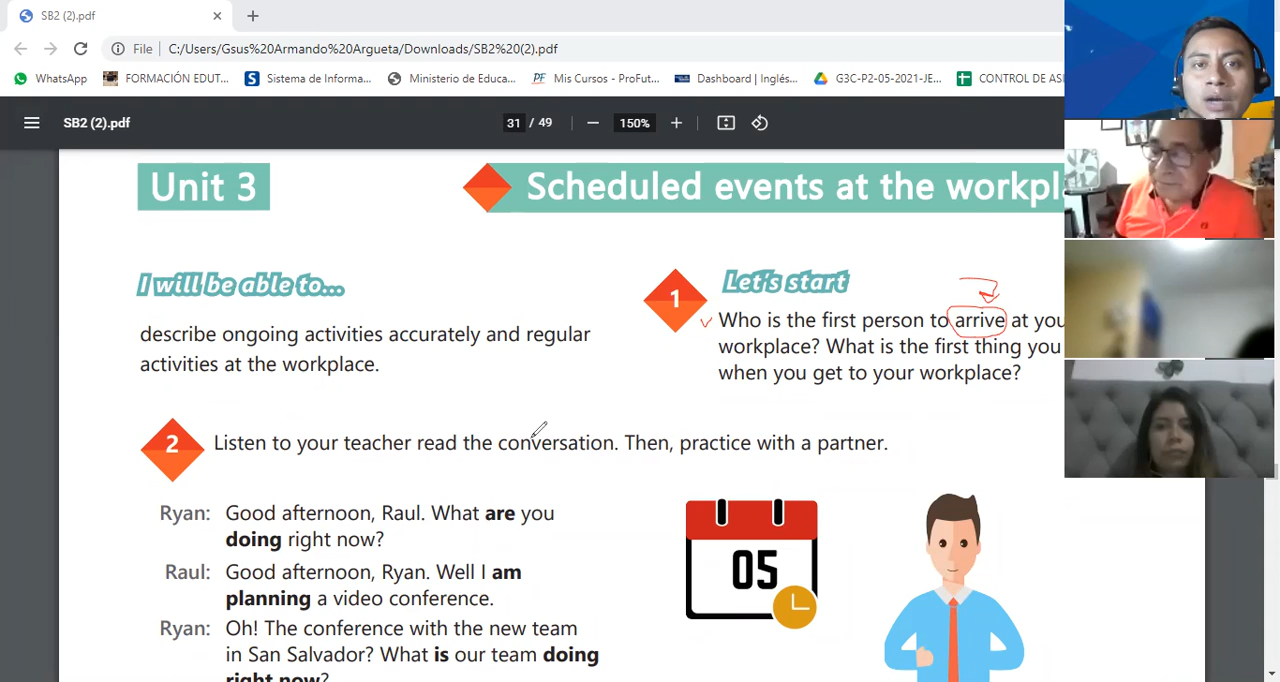 SB2 (2).pdf
File
C:/Users/Gsus%20Armando%20Argueta/Downloads/SB2%20(2).pdf
WhatsApp
FORMACIÓN EDUT...
Sistema de Informa...
Ministerio de Educa...
Mis Cursos - ProFut...
Dashboard | Inglés...
G3C-P2-05-2021-JE...
CONTROL DE ASI
SB2 (2).pdf
31 / 49
150%
Unit 3
Scheduled events at the workpla
I will be able to...
describe ongoing activities accurately and regular
activities at the workplace.
1
Let's start
Who is the first person to arrive at you
workplace? What is the first thing you
when you get to your workplace?
2
Listen to your teacher read the conversation. Then, practice with a partner.
Ryan: Good afternoon, Raul. What are you
doing right now?
Raul: Good afternoon, Ryan. Well I am
planning a video conference.
Ryan: Oh! The conference with the new team
in San Salvador? What is our team doing
right now?
05